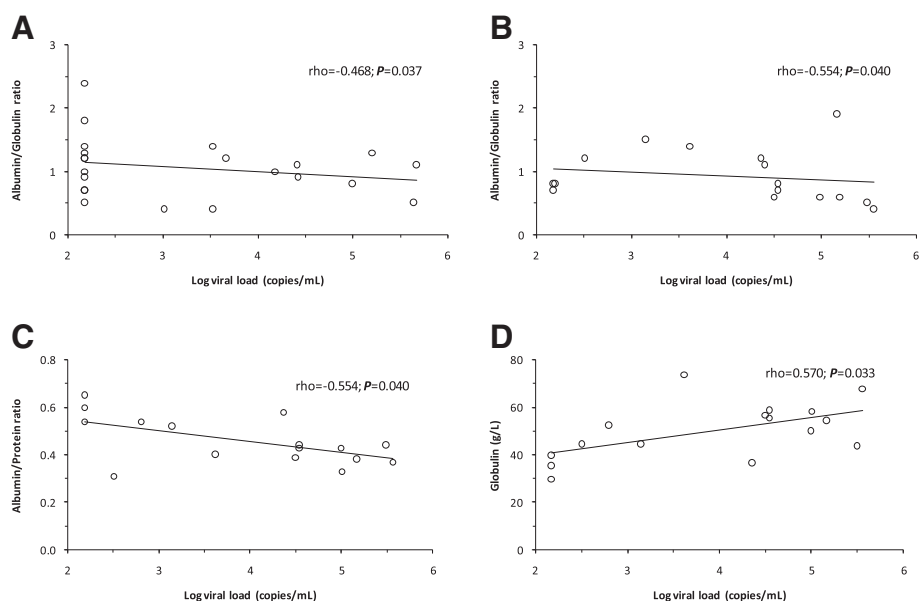 A
3
rho=-0.468; P=0.037
2
1
0
Albumin/Globulin ratio
2 3 4 5 6
Log viral load (copies/mL)
B
3
rho=-0.554; P=0.040
2
1
0
Albumin/Globulin ratio
2 3 4 5 6
Log viral load (copies/mL)
C
0.8
rho=-0.554; P=0.040
0.6
0.4
0.2
0.0
Albumin/Protein ratio
2 3 4 5 6
Log viral load (copies/mL)
D
80
rho=0.570; P=0.033
60
40
20
0
Globulin (g/L)
2 3 4 5 6
Log viral load (copies/mL)